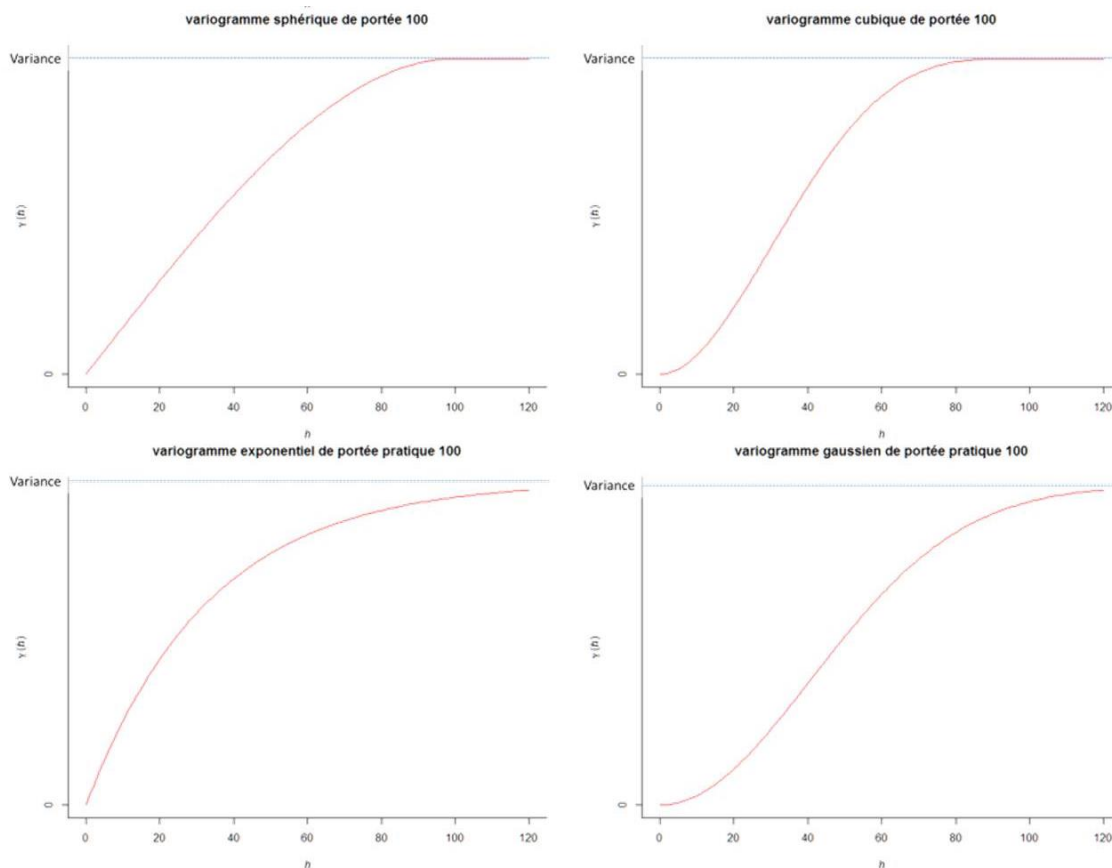 variogramme sphérique de portée 100
Variance
γ (h)
0
0 20 40 60 80 100 120
h
variogramme cubique de portée 100
Variance
γ (h)
0
0 20 40 60 80 100 120
h
variogramme exponentiel de portée pratique 100
Variance
γ (h)
0
0 20 40 60 80 100 120
h
variogramme gaussien de portée pratique 100
Variance
γ (h)
0
0 20 40 60 80 100 120
h